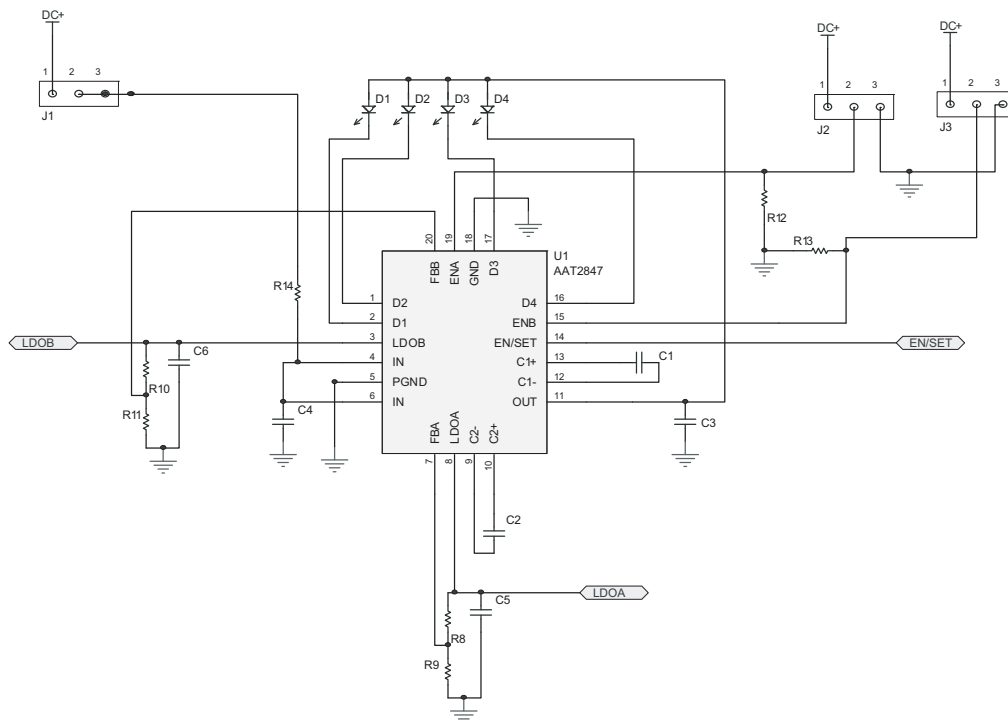 DC+
DC+
DC+
1 2 3
J1
1 2 3
J2
1 2 3
J3
D1 D2 D3 D4
R12
R13
20 19 18 17
FBB ENA GND D3
U1
AAT2847
R14
1 D2
2 D1
3 LDOB
4 IN
5 PGND
6 IN
D4 16
ENB 15
EN/SET 14
C1+ 13
C1- 12
OUT 11
LDOB
EN/SET
C6
R10
R11
C4
C1
C3
FBA LDOA C2- C2+
7 8 9 10
C2
C5
LDOA
R8
R9